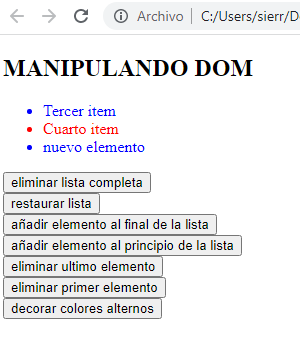 Archivo | C:/Users/sierr/D
MANIPULANDO DOM
Tercer item
Cuarto item
nuevo elemento
eliminar lista completa
restaurar lista
añadir elemento al final de la lista
añadir elemento al principio de la lista
eliminar ultimo elemento
eliminar primer elemento
decorar colores alternos